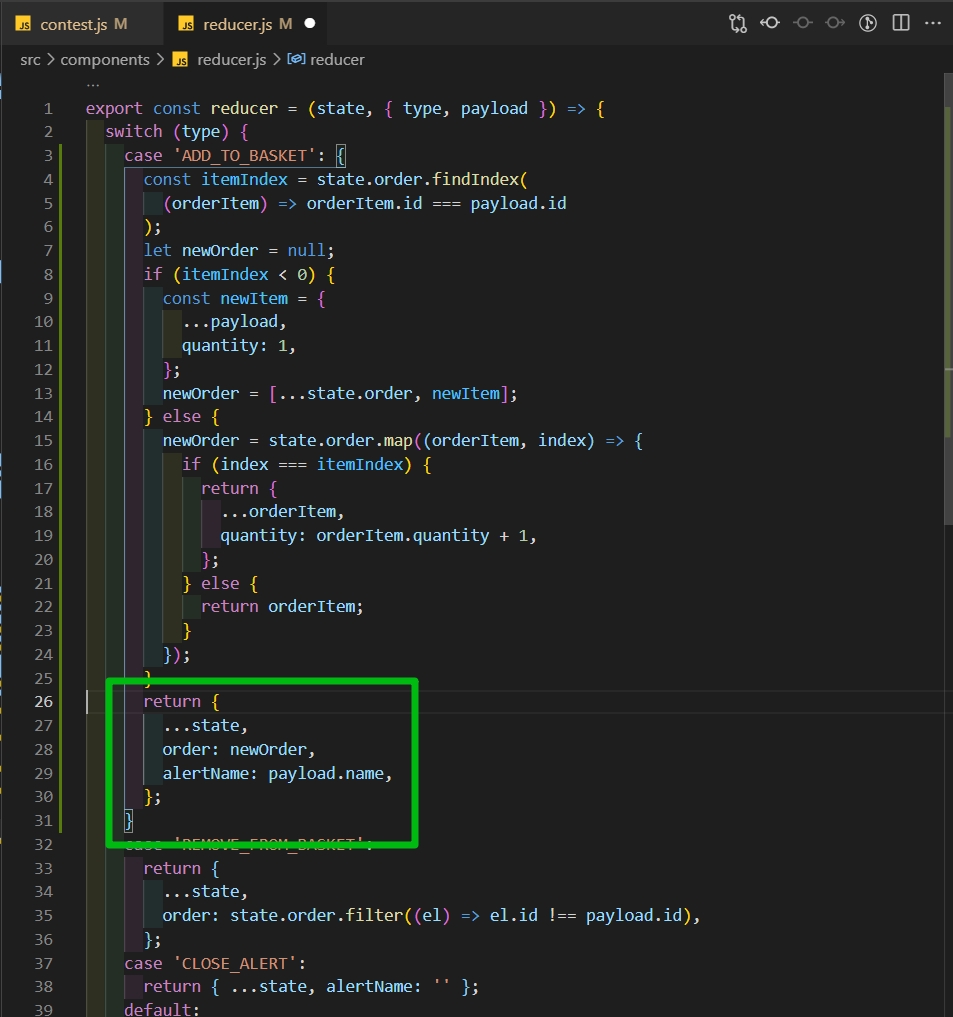 JS contest.js M JS reducer.js M
src > components > JS reducer.js > reducer
...
1 export const reducer = (state, { type, payload }) => {
2 switch (type) {
3 case 'ADD_TO_BASKET': {
4 const itemIndex = state.order.findIndex(
5 (orderItem) => orderItem.id === payload.id
6 );
7 let newOrder = null;
8 if (itemIndex < 0) {
9 const newItem = {
10 ...payload,
11 quantity: 1,
12 };
13 newOrder = [...state.order, newItem];
14 } else {
15 newOrder = state.order.map((orderItem, index) => {
16 if (index === itemIndex) {
17 return {
18 ...orderItem,
19 quantity: orderItem.quantity + 1,
20 };
21 } else {
22 return orderItem;
23 }
24 });
25 }
26 return {
27 ...state,
28 order: newOrder,
29 alertName: payload.name,
30 };
31 }
32 case 'REMOVE_FROM_BASKET':
33 return {
34 ...state,
35 order: state.order.filter((el) => el.id !== payload.id),
36 };
37 case 'CLOSE_ALERT':
38 return { ...state, alertName: '' };
39 default: